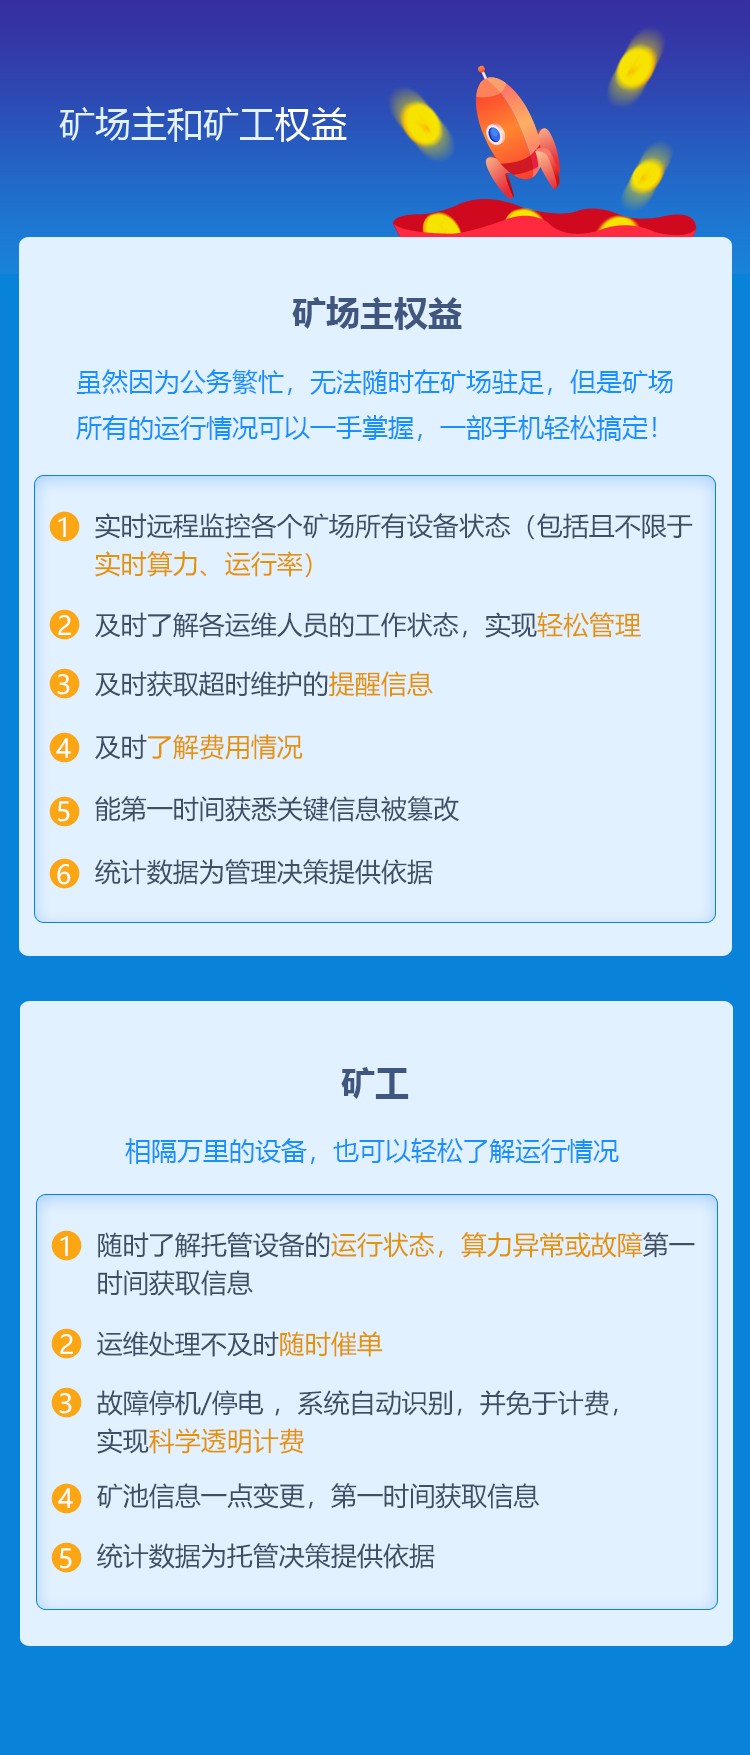 矿场主和矿工权益
矿场主权益
虽然因为公务繁忙，无法随时在矿场驻足，但是矿场
所有的运行情况可以一手掌握，一部手机轻松搞定！
1 实时远程监控各个矿场所有设备状态（包括且不限于
实时算力、运行率）
2 及时了解各运维人员的工作状态，实现轻松管理
3 及时获取超时维护的提醒信息
4 及时了解费用情况
5 能第一时间获悉关键信息被篡改
6 统计数据为管理决策提供依据
矿工
相隔万里的设备，也可以轻松了解运行情况
1 随时了解托管设备的运行状态，算力异常或故障第一
时间获取信息
2 运维处理不及时随时催单
3 故障停机/停电 ，系统自动识别，并免于计费，
实现科学透明计费
4 矿池信息一点变更，第一时间获取信息
5 统计数据为托管决策提供依据